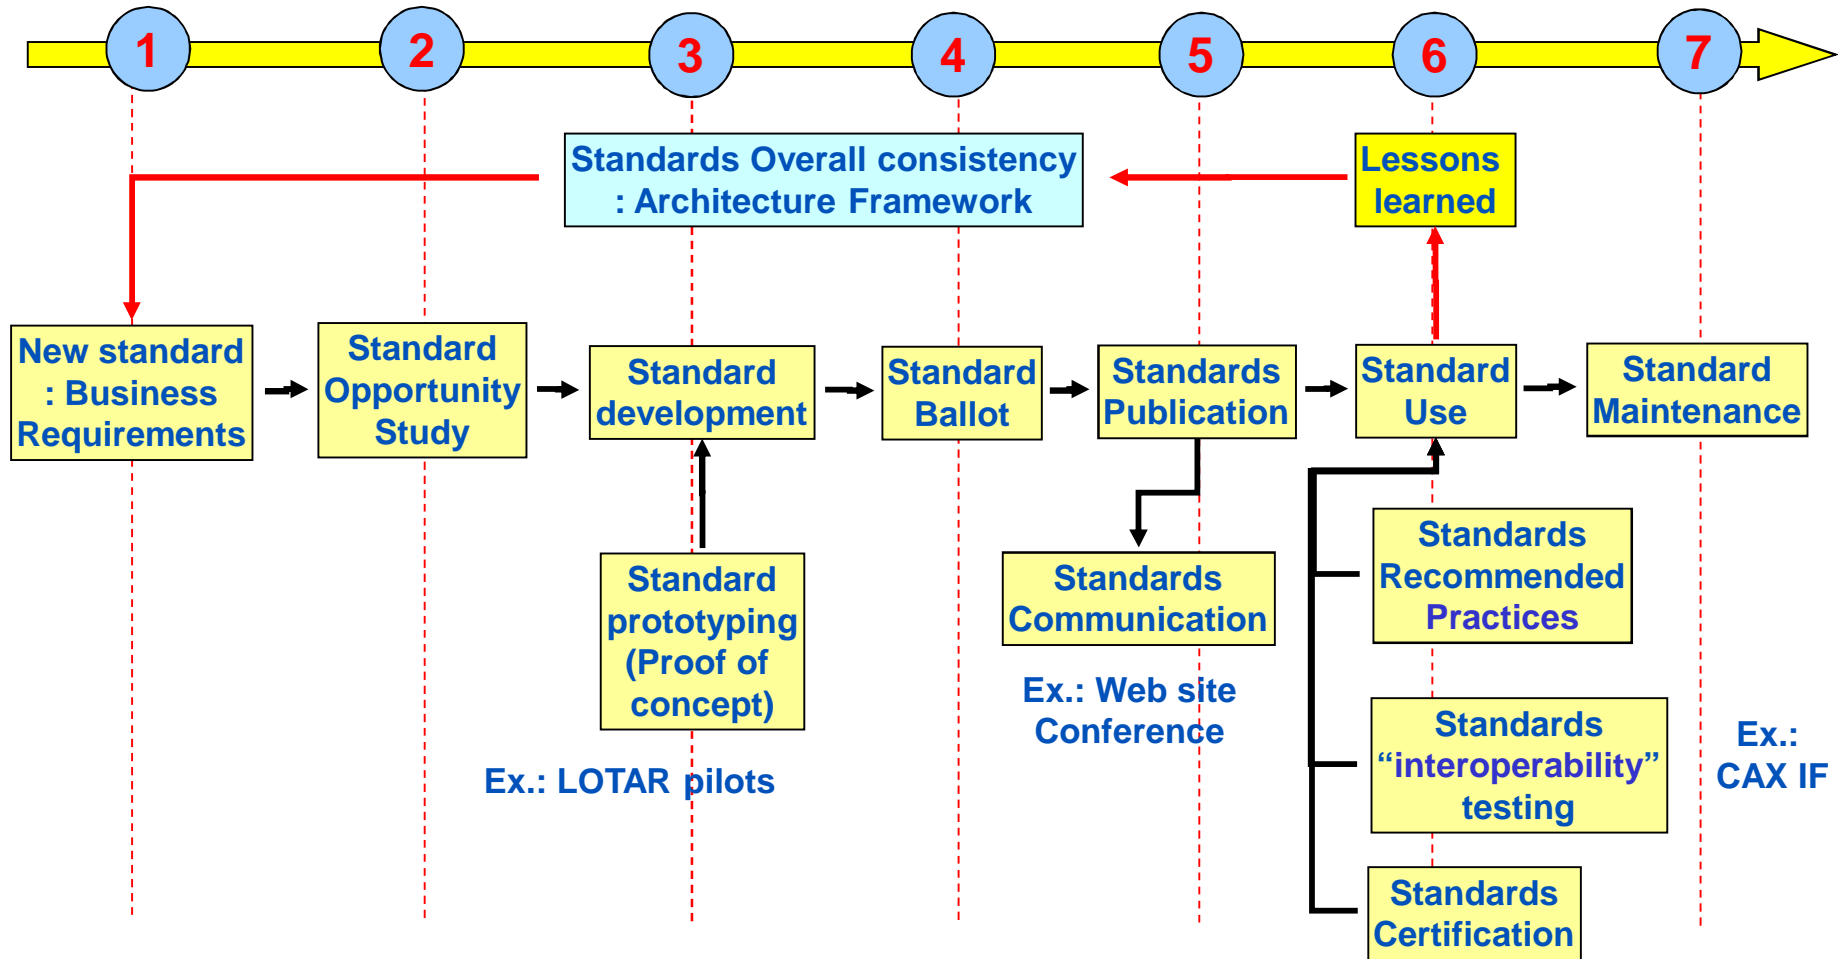 1 2 3 4 5 6 7
Standards Overall consistency
: Architecture Framework
Lessons
learned
New standard
: Business
Requirements
Standard
Opportunity
Study
Standard
development
Standard
Ballot
Standards
Publication
Standard
Use
Standard
Maintenance
Standard
prototyping
(Proof of
concept)
Ex.: LOTAR pilots
Standards
Communication
Ex.: Web site
Conference
Standards
Recommended
Practices
Standards
“interoperability”
testing
Ex.:
CAX IF
Standards
Certification